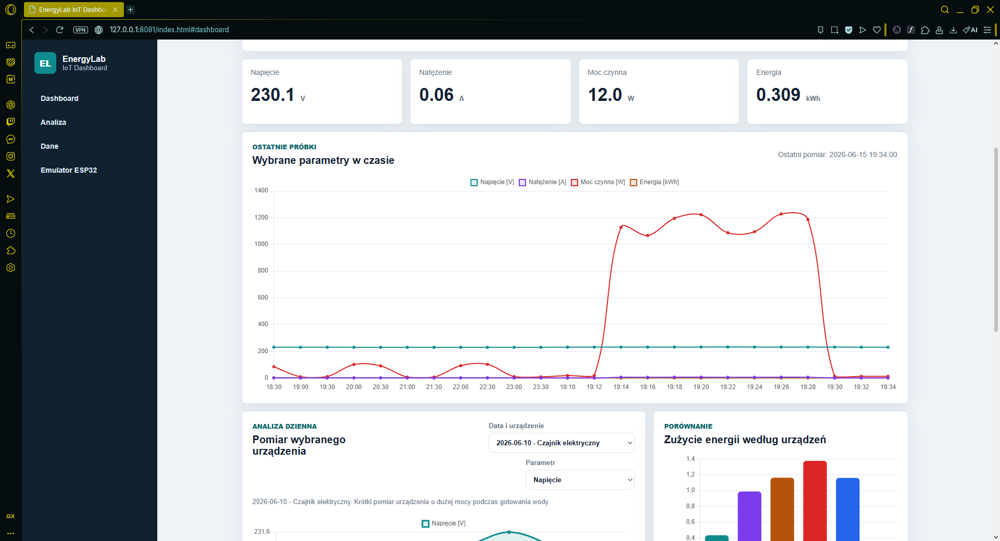 EnergyLab IoT Dashbo
VPN
127.0.0.1:8081/index.html#dashboard
AI
EL
EnergyLab
IoT Dashboard
Dashboard
Analiza
Dane
Emulator ESP32
GX
Napięcie
230.1 V
Natężenie
0.06 A
Moc czynna
12.0 W
Energia
0.309 kWh
OSTATNIE PRÓBKI
Wybrane parametry w czasie
Ostatni pomiar: 2026-06-15 19:34:00
Napięcie [V] Natężenie [A] Moc czynna [W] Energia [kWh]
1400
1200
1000
800
600
400
200
0
18:30 19:00 19:30 20:00 20:30 21:00 21:30 22:00 22:30 23:00 23:30 19:10 19:12 19:14 19:16 19:18 19:20 19:22 19:24 19:26 19:28 19:30 19:32 19:34
ANALIZA DZIENNA
Pomiar wybranego
urządzenia
Data i urządzenie
2026-06-10 - Czajnik elektryczny
Parametr
Napięcie
2026-06-10 - Czajnik elektryczny. Krótki pomiar urządzenia o dużej mocy podczas gotowania wody.
Napięcie [V]
231,6
PORÓWNANIE
Zużycie energii według urządzeń
1,4
1,2
1,0
0,8
0,6
0,4